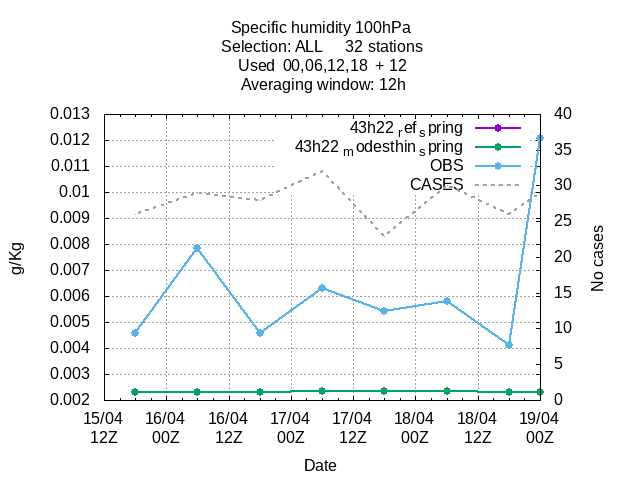 Specific humidity 100hPa
Selection: ALL 32 stations
Used 00,06,12,18 + 12
Averaging window: 12h
43h22 ref spring
43h22 modesthin spring
OBS
CASES
0.013
0.012
0.011
0.01
0.009
0.008
0.007
0.006
0.005
0.004
0.003
0.002
40
35
30
25
20
15
10
5
0
g/Kg
No cases
15/04 16/04 16/04 17/04 17/04 18/04 18/04 19/04
12Z 00Z 12Z 00Z 12Z 00Z 12Z 00Z
Date